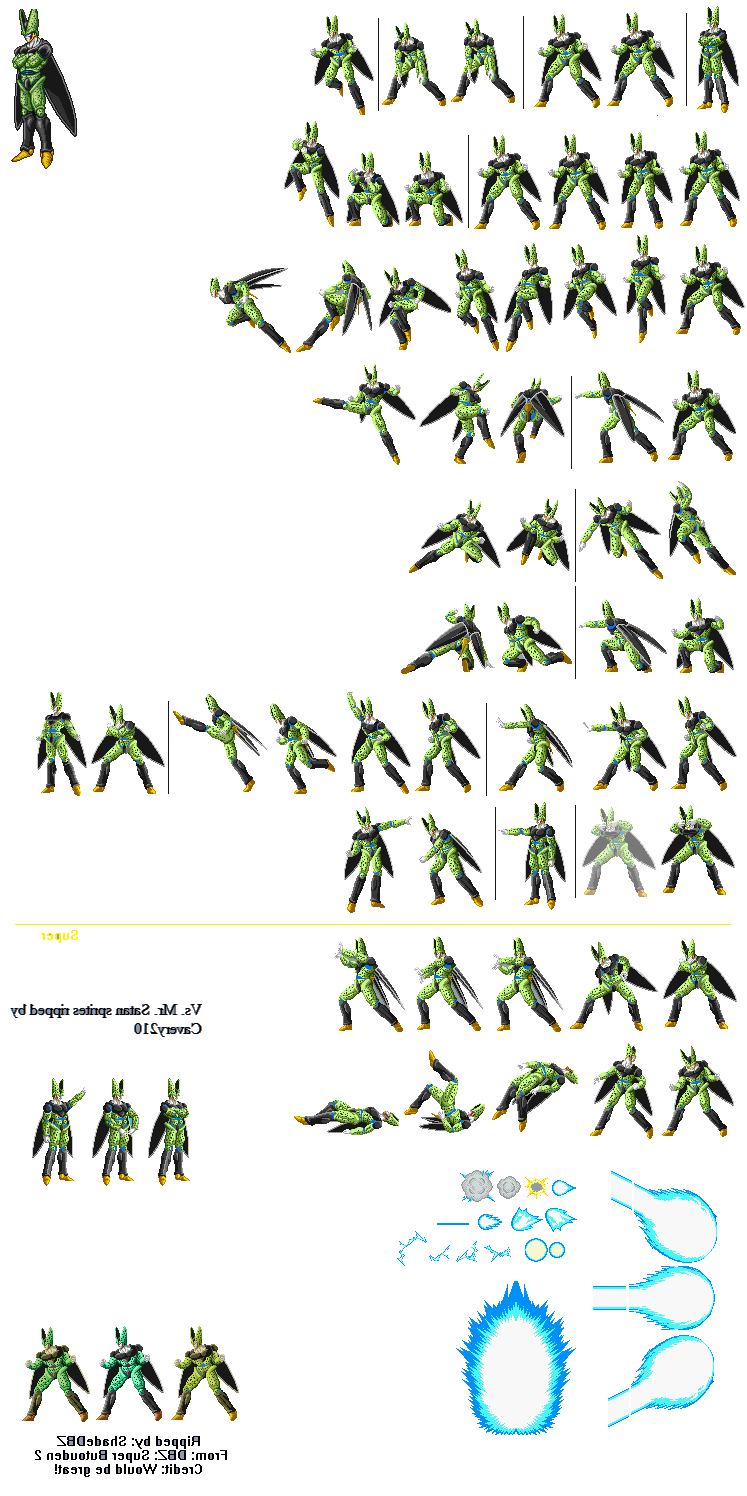 Super
Vs. Mr. Satan sprites ripped by
Cavery210
Ripped by: ShadeDBZ
From: DBZ: Super Butouden 2
Credit: Would be great!